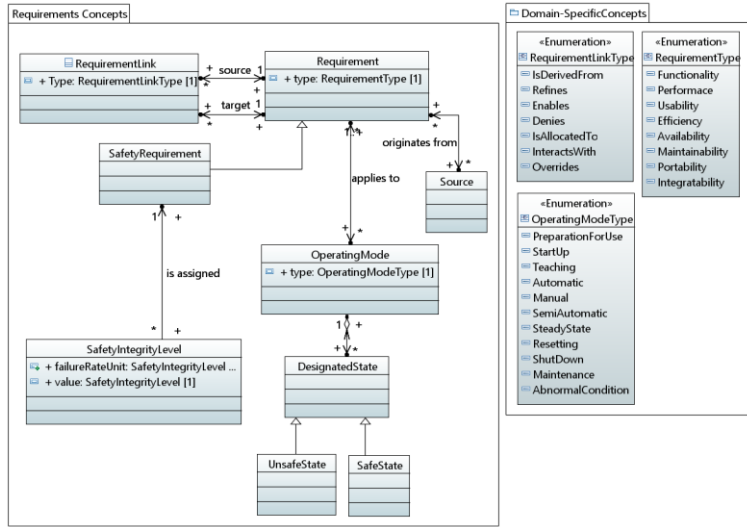 Requirements Concepts
RequirementLink
+ Type: RequirementLinkType [1]
+ source 1
*
+
+ target 1
*
+
Requirement
+ type: RequirementType [1]
+
*
originates from
+
*
Source
SafetyRequirement
1
+
is assigned
*
+
SafetyIntegrityLevel
+ failureRateUnit: SafetyIntegrityLevel ...
+ value: SafetyIntegrityLevel [1]
applies to
+
*
OperatingMode
+ type: OperatingModeType [1]
1
+
+
*
DesignatedState
UnsafeState
SafeState
Domain-SpecificConcepts
«Enumeration»
RequirementLinkType
IsDerivedFrom
Refines
Enables
Denies
IsAllocatedTo
InteractsWith
Overrides
«Enumeration»
RequirementType
Functionality
Performace
Usability
Efficiency
Availability
Maintainability
Portability
Integratability
«Enumeration»
OperatingModeType
PreparationForUse
StartUp
Teaching
Automatic
Manual
SemiAutomatic
SteadyState
Resetting
ShutDown
Maintenance
AbnormalCondition